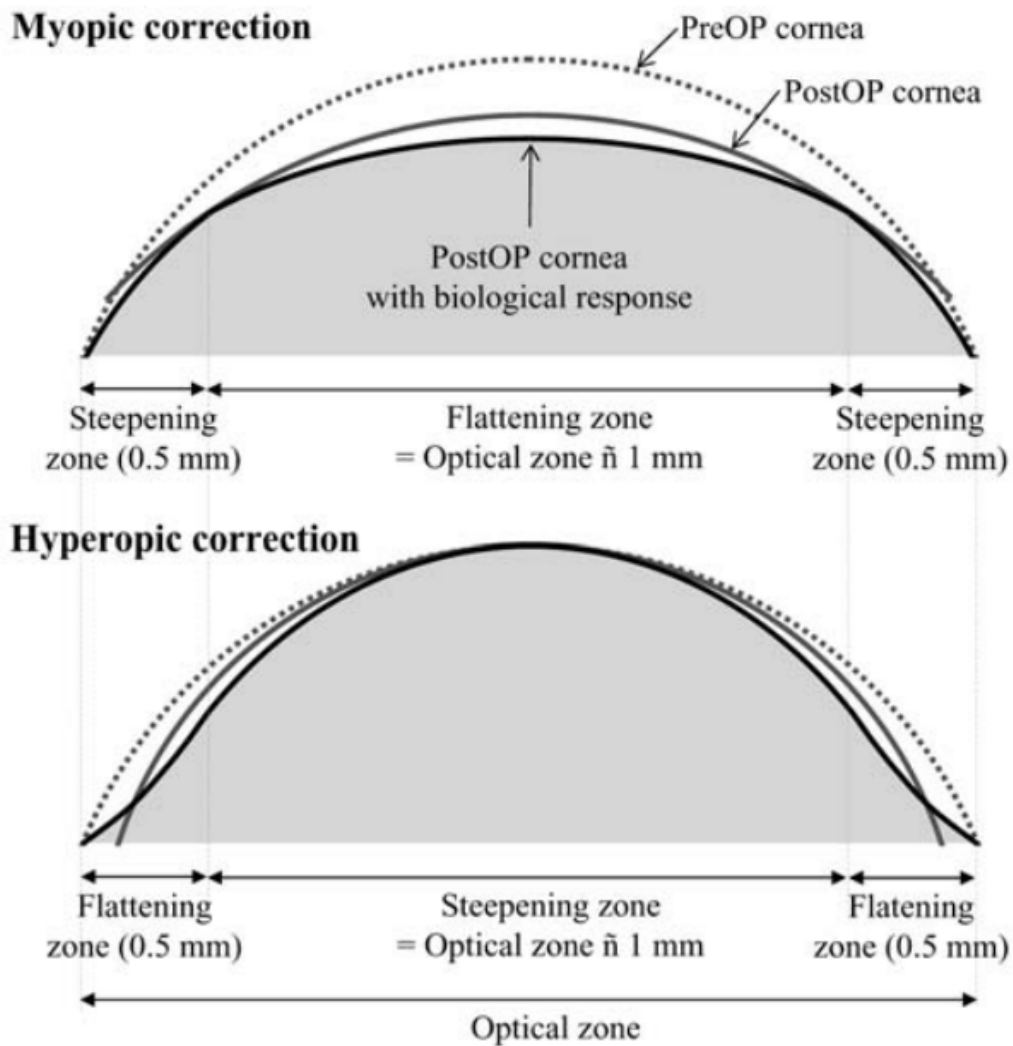 Myopic correction
PreOP cornea
PostOP cornea
PostOP cornea
with biological response
Steepening
zone (0.5 mm)
Flattening zone
= Optical zone ñ 1 mm
Steepening
zone (0.5 mm)
Hyperopic correction
Flattening
zone (0.5 mm)
Steepening zone
= Optical zone ñ 1 mm
Flatening
zone (0.5 mm)
Optical zone